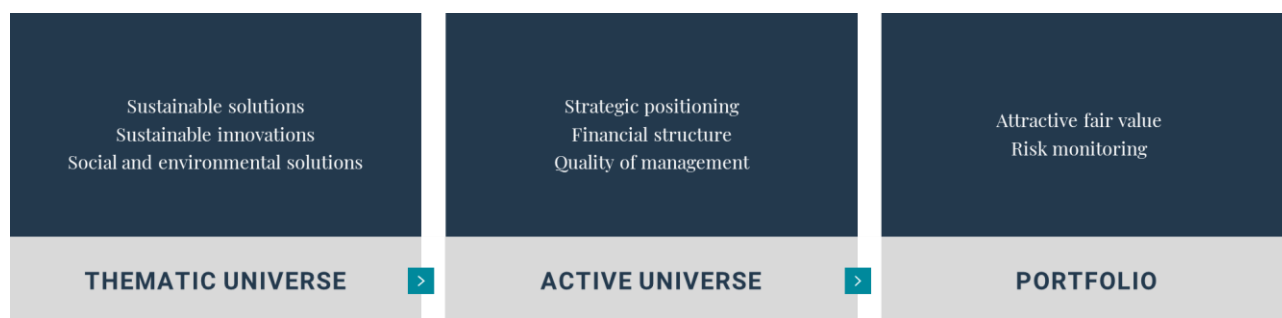 Sustainable solutions
Sustainable innovations
Social and environmental solutions
THEMATIC UNIVERSE
Strategic positioning
Financial structure
Quality of management
ACTIVE UNIVERSE
Attractive fair value
Risk monitoring
PORTFOLIO